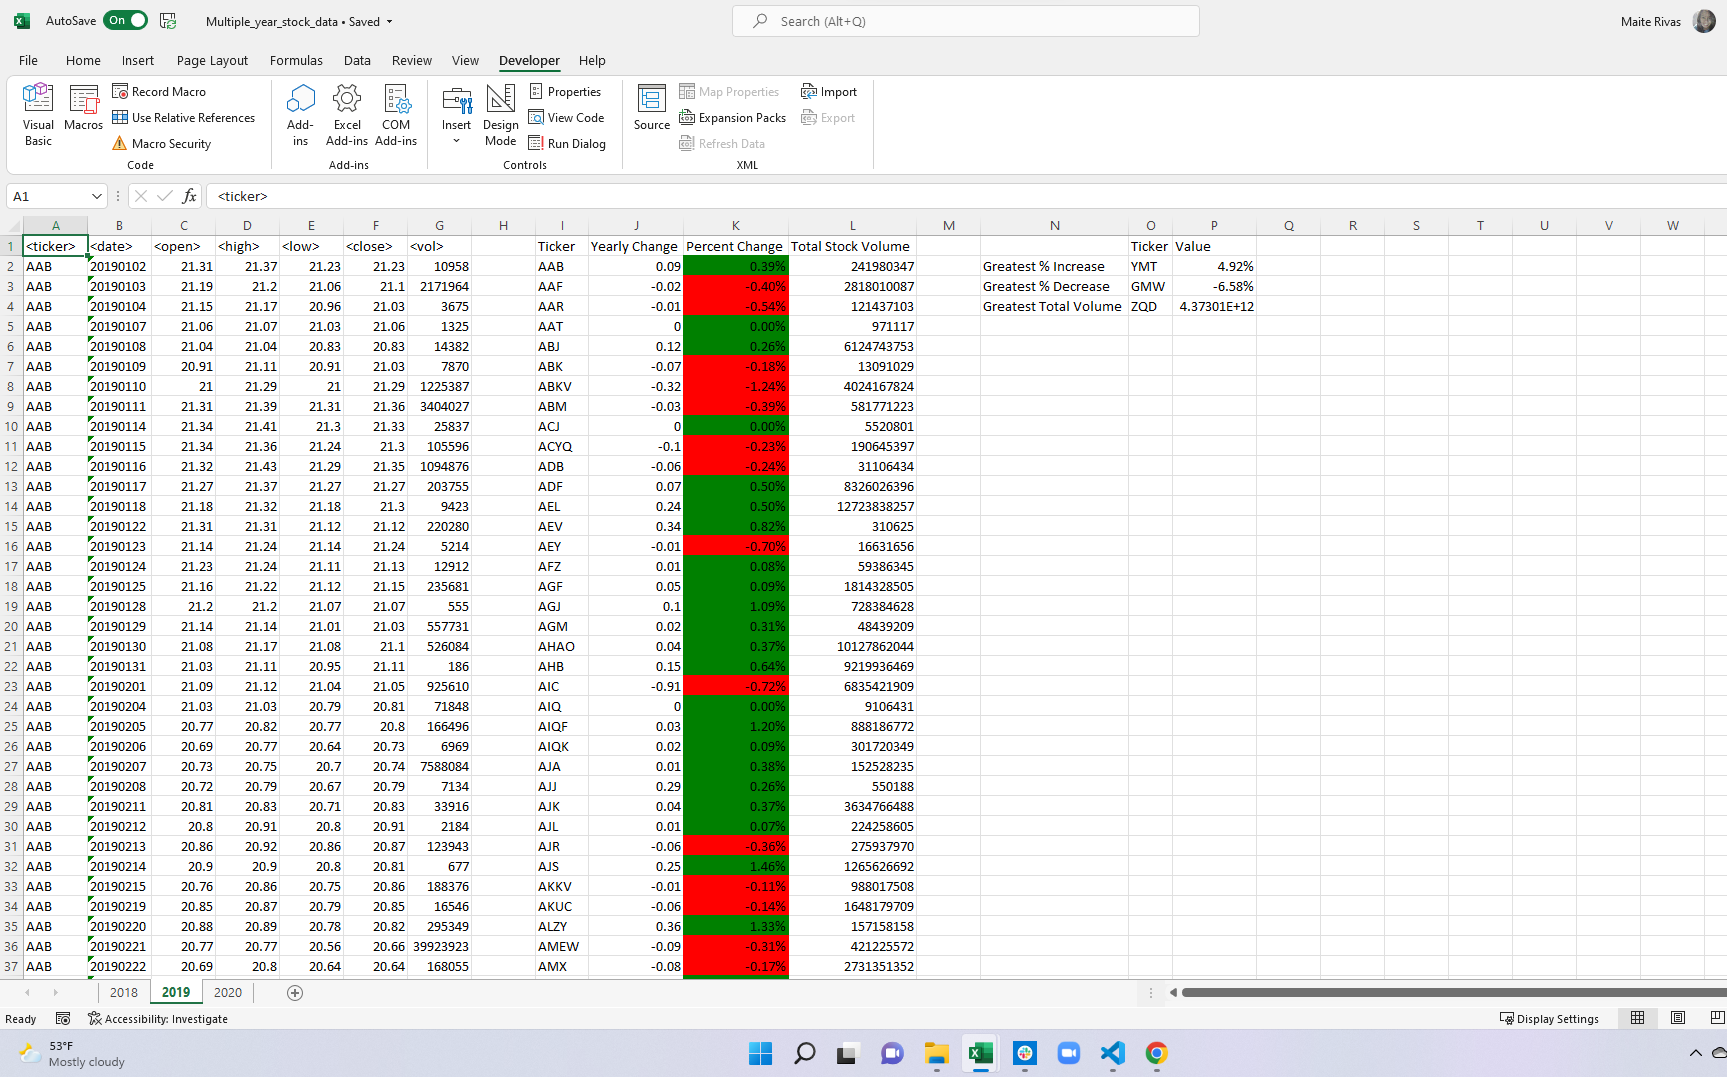 AutoSave On Multiple_year_stock_data • Saved Search (Alt+Q) Maite Rivas
File Home Insert Page Layout Formulas Data Review View Developer Help
Visual Basic Macros Record Macro Use Relative References Macro Security Code
Add-ins Excel Add-ins COM Add-ins Add-ins
Insert Design Mode Properties View Code Run Dialog Controls
Source Map Properties Expansion Packs Refresh Data Import Export XML
A1 fx <ticker>
A B C D E F G H I J K L M N O P Q R S T U V W
1 <ticker> <date> <open> <high> <low> <close> <vol> Ticker Yearly Change Percent Change Total Stock Volume Ticker Value
2 AAB 20190102 21.31 21.37 21.23 21.23 10958 AAB 0.09 0.39% 241980347 Greatest % Increase YMT 4.92%
3 AAB 20190103 21.19 21.2 21.06 21.1 2171964 AAF -0.02 -0.40% 2818010087 Greatest % Decrease GMW -6.58%
4 AAB 20190104 21.15 21.17 20.96 21.03 3675 AAR -0.01 -0.54% 121437103 Greatest Total Volume ZQD 4.37301E+12
5 AAB 20190107 21.06 21.07 21.03 21.06 1325 AAT 0 0.00% 971117
6 AAB 20190108 21.04 21.04 20.83 20.83 14382 ABJ 0.12 0.26% 6124743753
7 AAB 20190109 20.91 21.11 20.91 21.03 7870 ABK -0.07 -0.18% 13091029
8 AAB 20190110 21 21.29 21 21.29 1225387 ABKV -0.32 -1.24% 4024167824
9 AAB 20190111 21.31 21.39 21.31 21.36 3404027 ABM -0.03 -0.39% 581771223
10 AAB 20190114 21.34 21.41 21.3 21.33 25837 ACJ 0 0.00% 5520801
11 AAB 20190115 21.34 21.36 21.24 21.3 105596 ACYQ -0.1 -0.23% 190645397
12 AAB 20190116 21.32 21.43 21.29 21.35 1094876 ADB -0.06 -0.24% 31106434
13 AAB 20190117 21.27 21.37 21.27 21.27 203755 ADF 0.07 0.50% 8326026396
14 AAB 20190118 21.18 21.32 21.18 21.3 9423 AEL 0.24 0.50% 12723838257
15 AAB 20190122 21.31 21.31 21.12 21.12 220280 AEV 0.34 0.82% 310625
16 AAB 20190123 21.14 21.24 21.14 21.24 5214 AEY -0.01 -0.70% 16631656
17 AAB 20190124 21.23 21.24 21.11 21.13 12912 AFZ 0.01 0.08% 59386345
18 AAB 20190125 21.16 21.22 21.12 21.15 235681 AGF 0.05 0.09% 1814328505
19 AAB 20190128 21.2 21.2 21.07 21.07 555 AGJ 0.1 1.09% 728384628
20 AAB 20190129 21.14 21.14 21.01 21.03 557731 AGM 0.02 0.31% 48439209
21 AAB 20190130 21.08 21.17 21.08 21.1 526084 AHAO 0.04 0.37% 10127862044
22 AAB 20190131 21.03 21.11 20.95 21.11 186 AHB 0.15 0.64% 9219936469
23 AAB 20190201 21.09 21.12 21.04 21.05 925610 AIC -0.91 -0.72% 6835421909
24 AAB 20190204 21.03 21.03 20.79 20.81 71848 AIQ 0 0.00% 9106431
25 AAB 20190205 20.77 20.82 20.77 20.8 166496 AIQF 0.03 1.20% 888186772
26 AAB 20190206 20.69 20.77 20.64 20.73 6969 AIQK 0.02 0.09% 301720349
27 AAB 20190207 20.73 20.75 20.7 20.74 7588084 AJA 0.01 0.38% 152528235
28 AAB 20190208 20.72 20.79 20.67 20.79 7134 AJJ 0.29 0.26% 550188
29 AAB 20190211 20.81 20.83 20.71 20.83 33916 AJK 0.04 0.37% 3634766488
30 AAB 20190212 20.8 20.91 20.8 20.91 2184 AJL 0.01 0.07% 224258605
31 AAB 20190213 20.86 20.92 20.86 20.87 123943 AJR -0.06 -0.36% 275937970
32 AAB 20190214 20.9 20.9 20.8 20.81 677 AJS 0.25 1.46% 1265626692
33 AAB 20190215 20.76 20.86 20.75 20.86 188376 AKKV -0.01 -0.11% 988017508
34 AAB 20190219 20.85 20.87 20.79 20.85 16546 AKUC -0.06 -0.14% 1648179709
35 AAB 20190220 20.88 20.89 20.78 20.82 295349 ALZY 0.36 1.33% 157158158
36 AAB 20190221 20.77 20.77 20.56 20.66 39923923 AMEW -0.09 -0.31% 421225572
37 AAB 20190222 20.69 20.8 20.64 20.64 168055 AMX -0.08 -0.17% 2731351352
2018 2019 2020
Ready Accessibility: Investigate Display Settings
53°F
Mostly cloudy